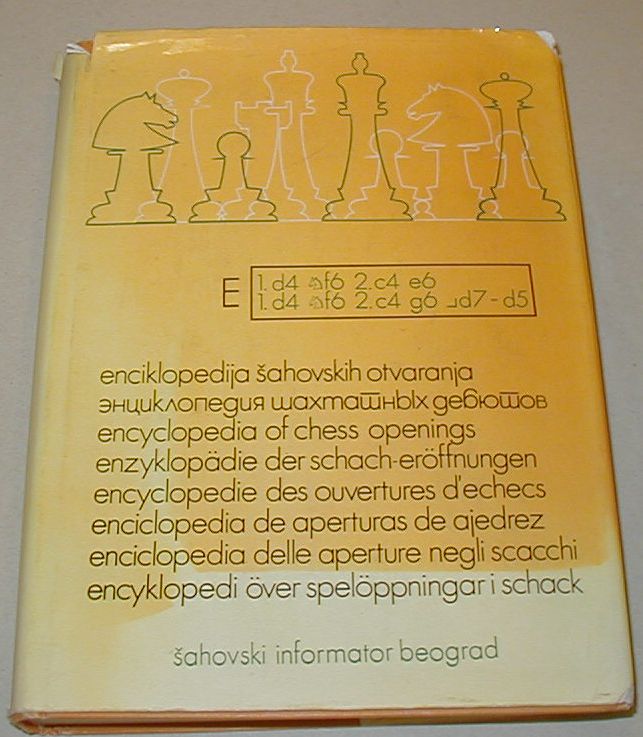 E
1. d4 ♘f6 2. c4 e6
1. d4 ♘f6 2. c4 g6 ⌟d7 - d5
enciklopedija šahovskih otvaranja
энциклопедия шахматных дебютов
encyclopedia of chess openings
enzyklopädie der schach-eröffnungen
encyclopedie des ouvertures d'echecs
enciclopedia de aperturas de ajedrez
enciclopedia delle aperture negli scacchi
encyklopedi över spelöppningar i schack
šahovski informator beograd